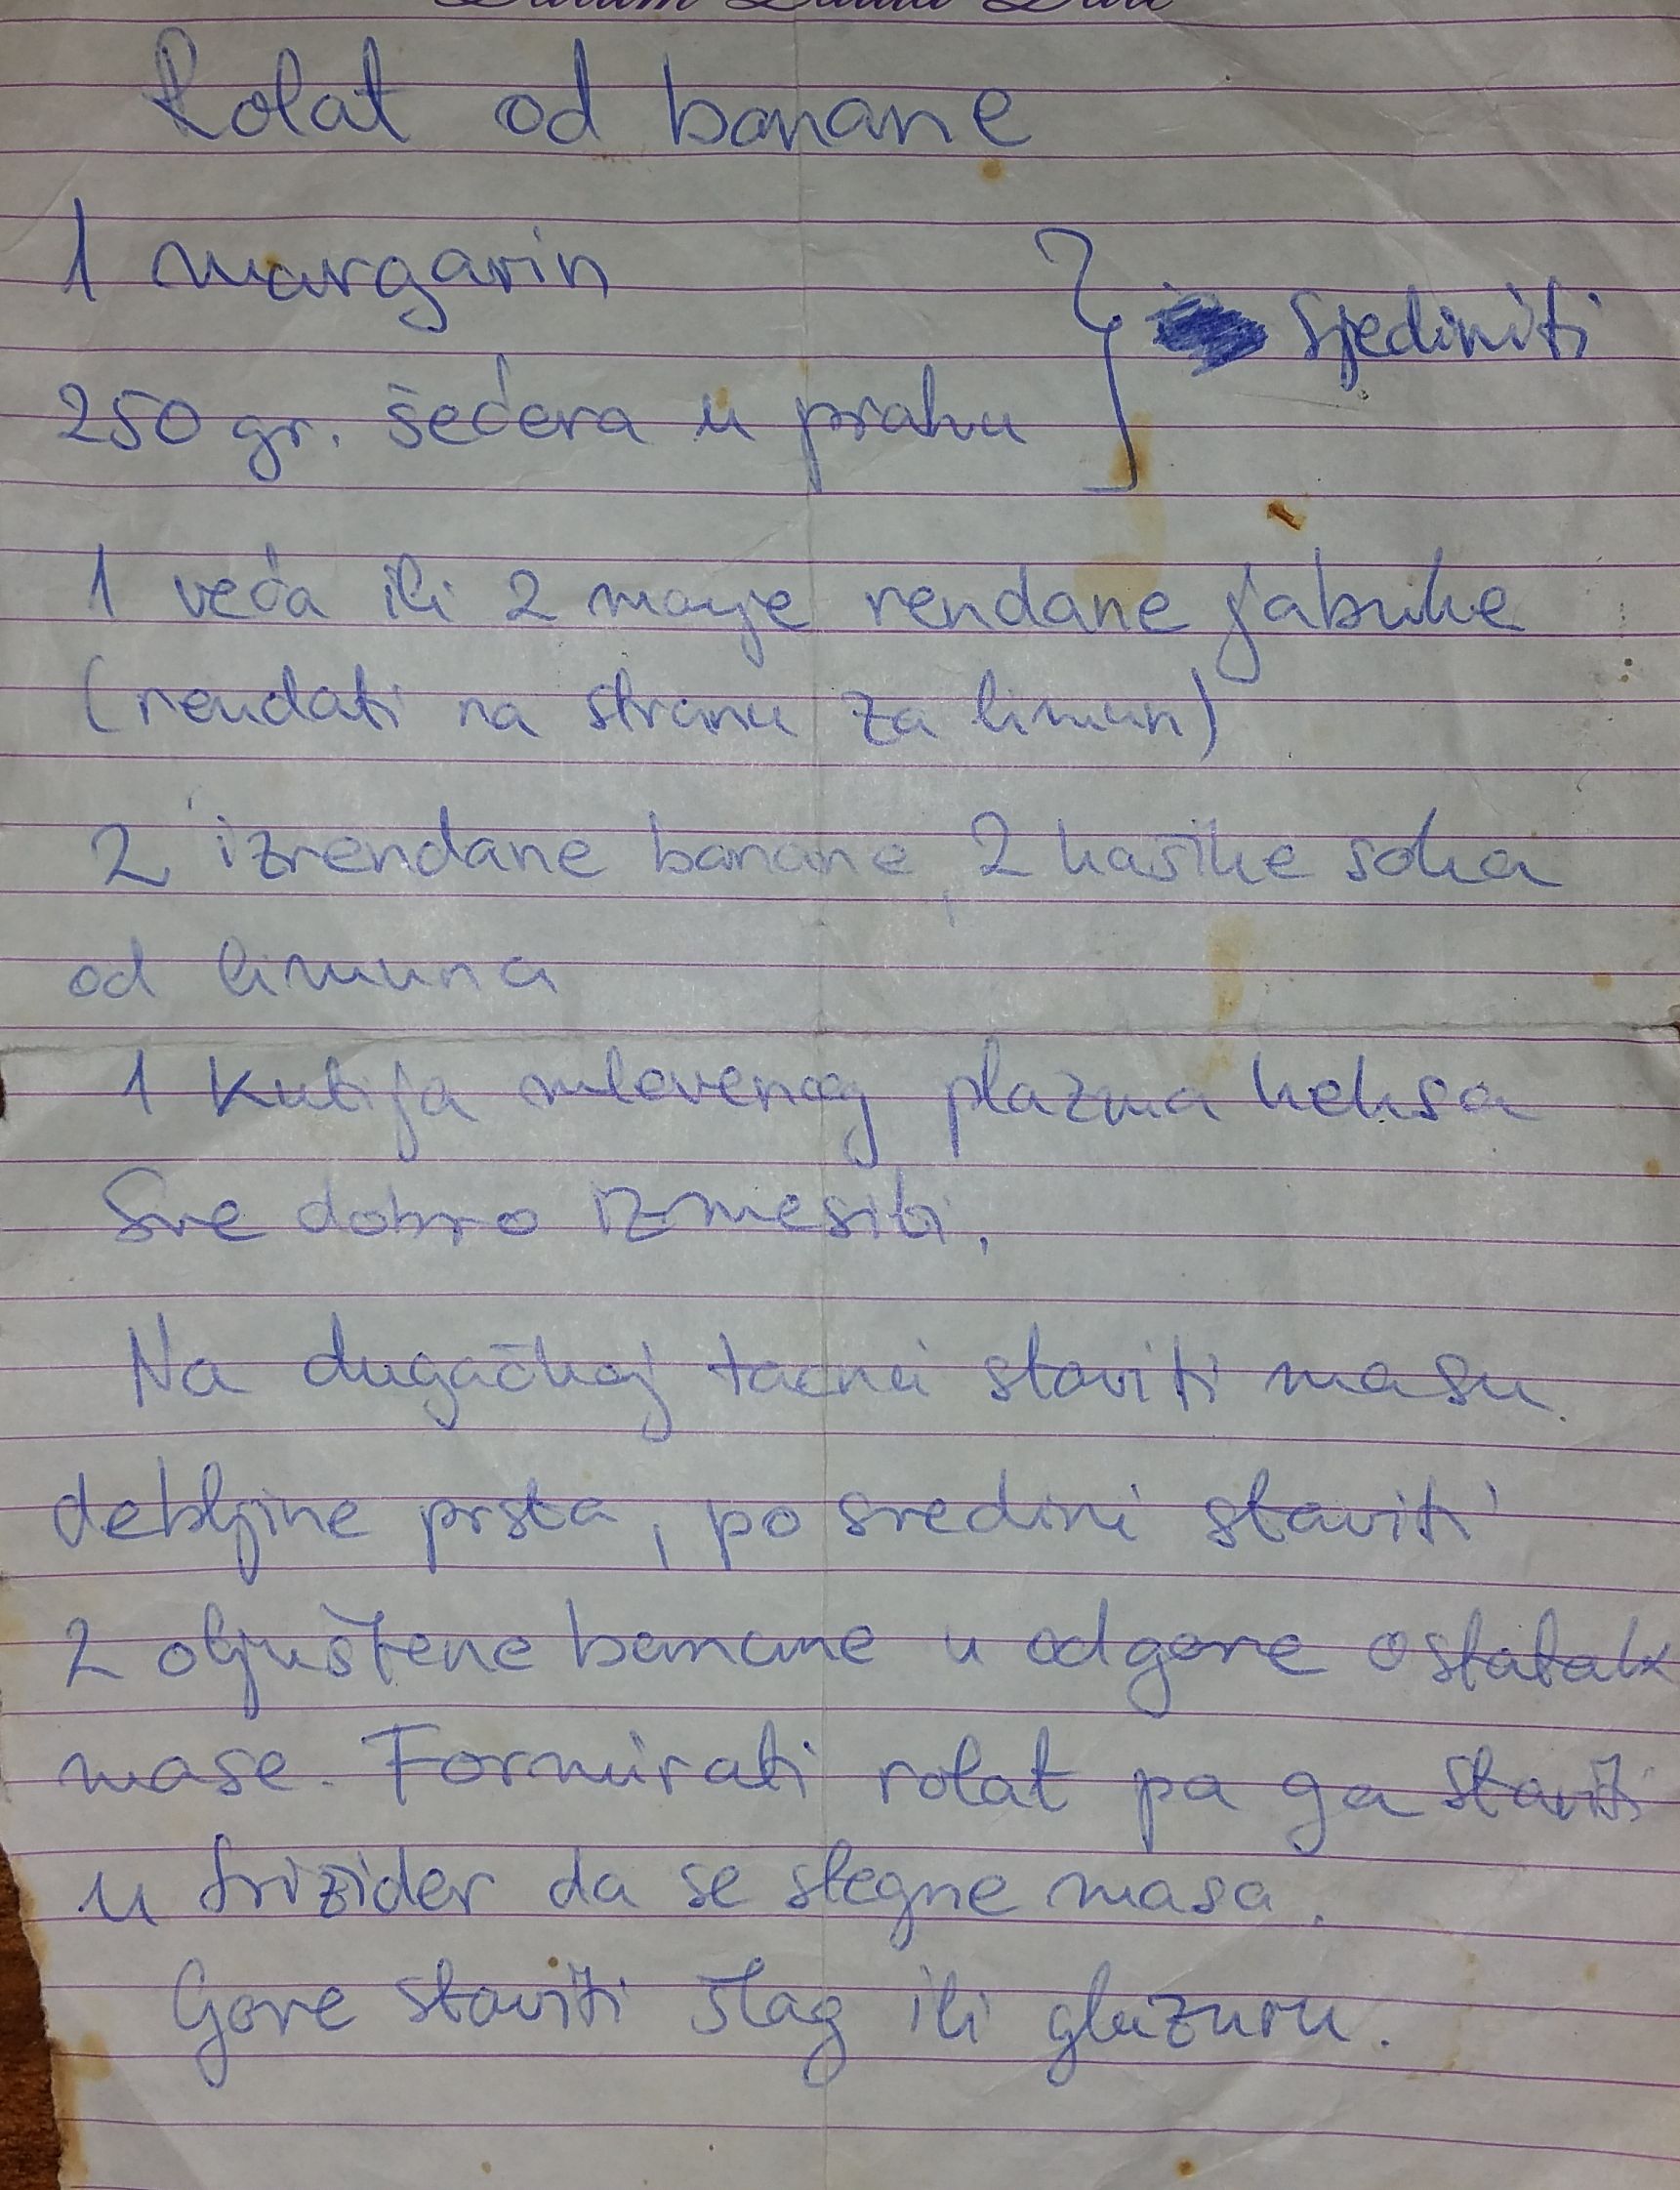 Datum
Rolat od banane
1 margarin
250 gr. šećera u prahu } sjediniti
1 veća ili 2 manje rendane jabuke
(rendati na stranu za limun)
2 izrendane banane, 2 kašike soka
od limuna
1 Kutija mlevenog plazma keksa
Sve dobro izmesiti.
Na dugačkoj tacni staviti masu
debljine prsta, po sredini staviti
2 oljuštene banane u odgore ostatak
mase. Formirati rolat pa ga staviti
u frižider da se stegne masa.
Gore staviti šlag ili glazuru.